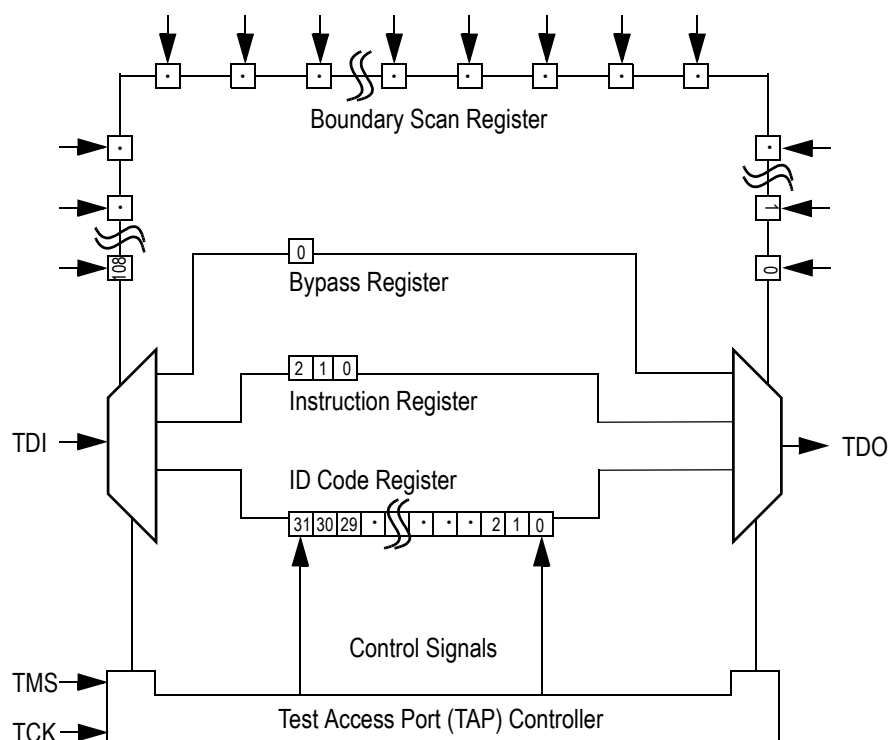 Boundary Scan Register
1
108
0
0
Bypass Register
2 1 0
Instruction Register
TDI
TDO
ID Code Register
31 30 29 · · · · 2 1 0
Control Signals
TMS
Test Access Port (TAP) Controller
TCK